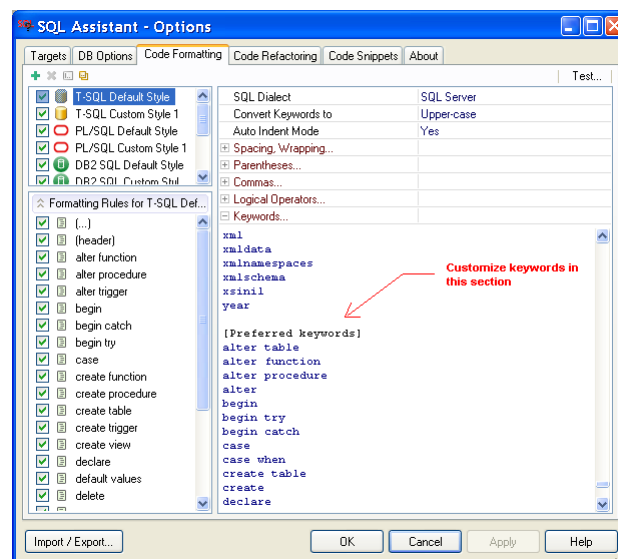 SQL Assistant - Options
Targets DB Options Code Formatting Code Refactoring Code Snippets About
Test...
T-SQL Default Style
T-SQL Custom Style 1
PL/SQL Default Style
PL/SQL Custom Style 1
DB2 SQL Default Style
DB2 SQL Custom Styl
Formatting Rules for T-SQL Def...
(...)
(header)
alter function
alter procedure
alter trigger
begin
begin catch
begin try
case
create function
create procedure
create table
create trigger
create view
declare
default values
delete
SQL Dialect SQL Server
Convert Keywords to Upper-case
Auto Indent Mode Yes
Spacing, Wrapping...
Parentheses...
Commas...
Logical Operators...
Keywords...
xml
xmldata
xmlnamespaces
xmlschema
xsinil
year
Customize keywords in
this section
[Preferred keywords]
alter table
alter function
alter procedure
alter
begin
begin try
begin catch
case
case when
create table
create
declare
Import / Export... OK Cancel Apply Help